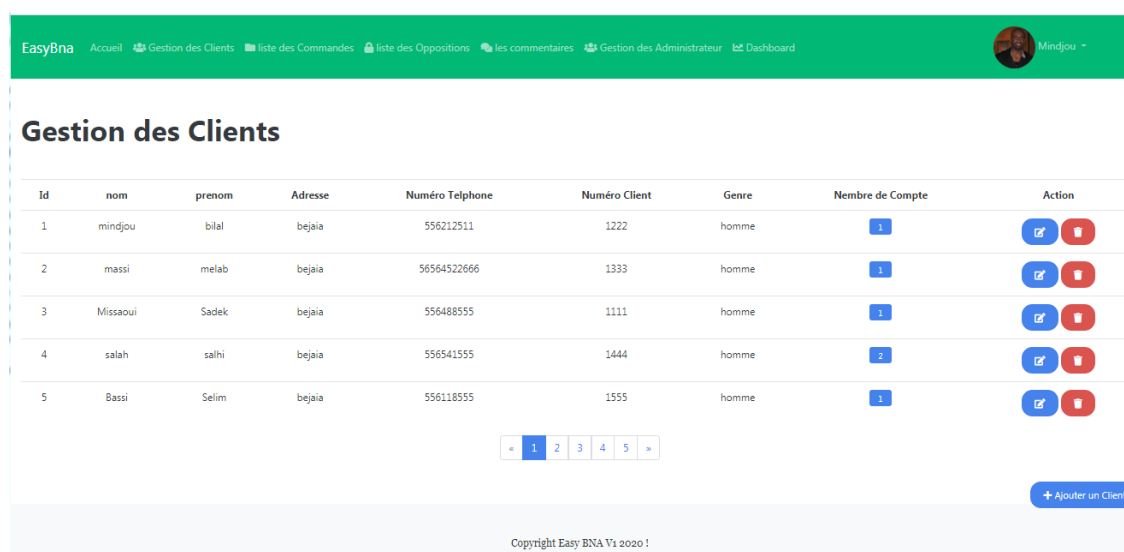 EasyBna Accueil Gestion des Clients liste des Commandes liste des Oppositions les commentaires Gestion des Administrateur Dashboard Mindjou
Gestion des Clients
Id nom prenom Adresse Numéro Telphone Numéro Client Genre Nembre de Compte Action
1 mindjou bilal bejaia 556212511 1222 homme 1
2 massi melab bejaia 56564522666 1333 homme 1
3 Missaoui Sadek bejaia 556488555 1111 homme 1
4 salah salhi bejaia 556541555 1444 homme 2
5 Bassi Selim bejaia 556118555 1555 homme 1
« 1 2 3 4 5 »
+ Ajouter un Client
Copyright Easy BNA V1 2020 !